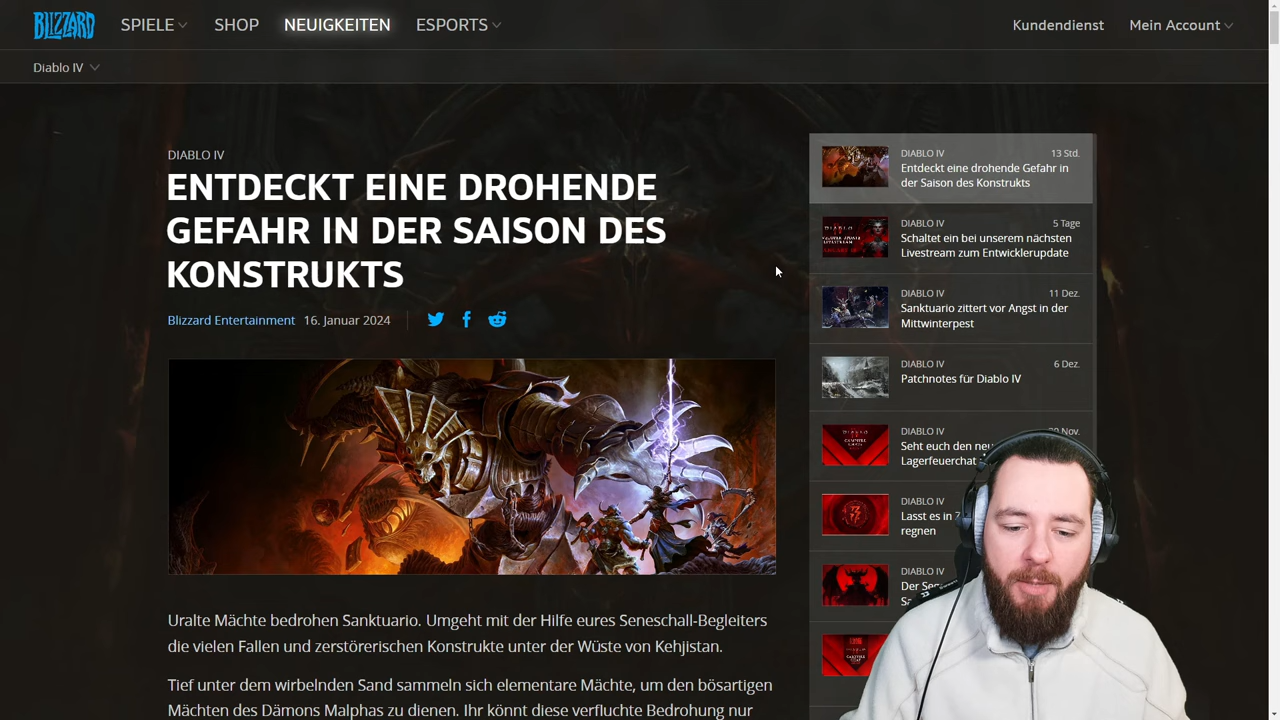 BLIZZARD
SPIELE
SHOP
NEUIGKEITEN
ESPORTS
Kundendienst
Mein Account
Diablo IV
DIABLO IV
ENTDECKT EINE DROHENDE
GEFAHR IN DER SAISON DES
KONSTRUKTS
Blizzard Entertainment 16. Januar 2024
Uralte Mächte bedrohen Sanktuario. Umgeht mit der Hilfe eures Seneschall-Begleiters
die vielen Fallen und zerstörerischen Konstrukte unter der Wüste von Kehjistan.
Tief unter dem wirbelnden Sand sammeln sich elementare Mächte, um den bösartigen
Mächten des Dämons Malphas zu dienen. Ihr könnt diese verfluchte Bedrohung nur
DIABLO IV 13 Std.
Entdeckt eine drohende Gefahr in
der Saison des Konstrukts
DIABLO IV 5 Tage
Schaltet ein bei unserem nächsten
Livestream zum Entwicklerupdate
DIABLO IV 11 Dez.
Sanktuario zittert vor Angst in der
Mittwinterpest
DIABLO IV 6 Dez.
Patchnotes für Diablo IV
DIABLO IV Nov.
Seht euch den
Lagerfeuerchat
DIABLO IV
Lasst es in
regnen
DIABLO IV
Der
DIABLO IV